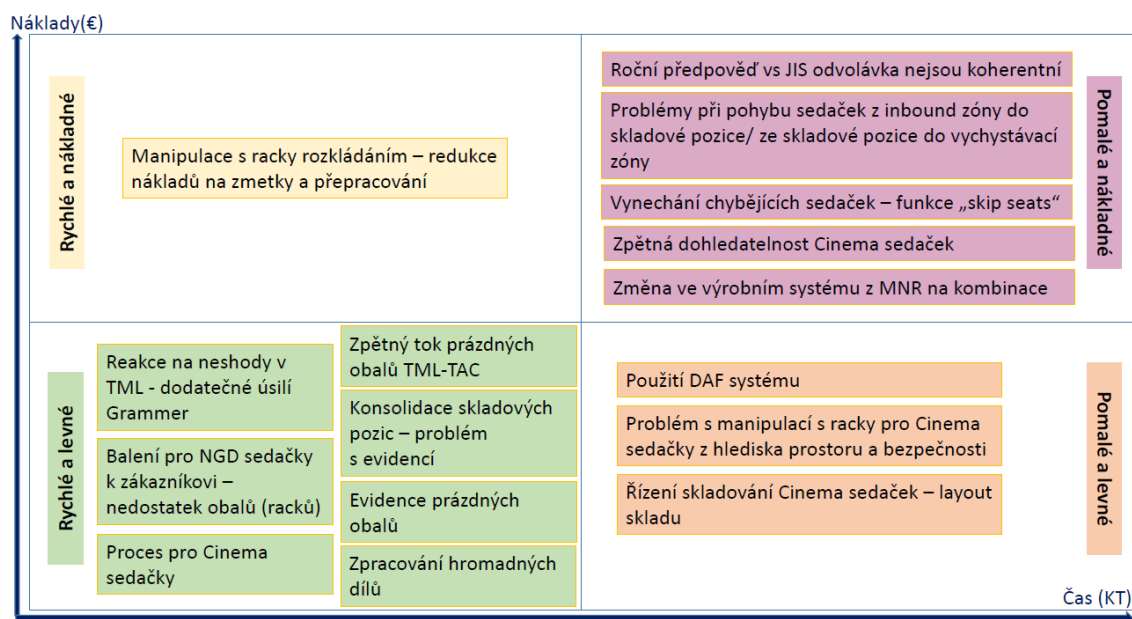 Náklady(€)
Rychlé a nákladné
Manipulace s racky rozkládáním – redukce
nákladů na zmetky a přepracování
Roční předpověď vs JIS odvolávka nejsou koherentní
Problémy při pohybu sedaček z inbound zóny do
skladové pozice/ ze skladové pozice do vychystávací
zóny
Vynechání chybějících sedaček – funkce „skip seats“
Zpětná dohledatelnost Cinema sedaček
Změna ve výrobním systému z MNR na kombinace
Pomalé a nákladné
Rychlé a levné
Reakce na neshody v
TML - dodatečné úsilí
Grammer
Balení pro NGD sedačky
k zákazníkovi –
nedostatek obalů (racků)
Proces pro Cinema
sedačky
Zpětný tok prázdných
obalů TML-TAC
Konsolidace skladových
pozic – problém
s evidencí
Evidence prázdných
obalů
Zpracování hromadných
dílů
Použití DAF systému
Problém s manipulací s racky pro Cinema
sedačky z hlediska prostoru a bezpečnosti
Řízení skladování Cinema sedaček – layout
skladu
Pomalé a levné
Čas (KT)